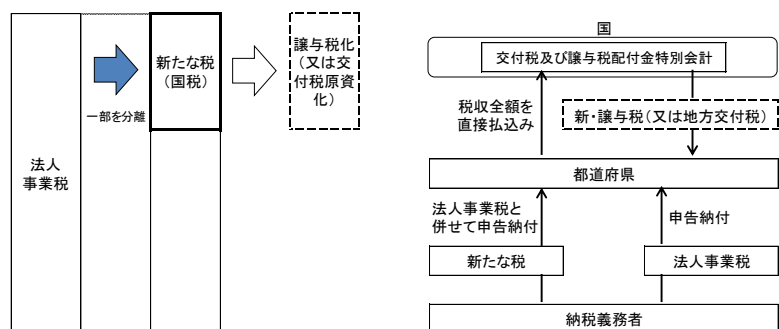 法人
事業税
一部を分離
新たな税
（国税）
譲与税化
（又は交
付税原資
化）
国
交付税及び譲与税配付金特別会計
税収全額を
直接払込み
新・譲与税（又は地方交付税）
都道府県
法人事業税と
併せて申告納付
申告納付
新たな税
法人事業税
納税義務者